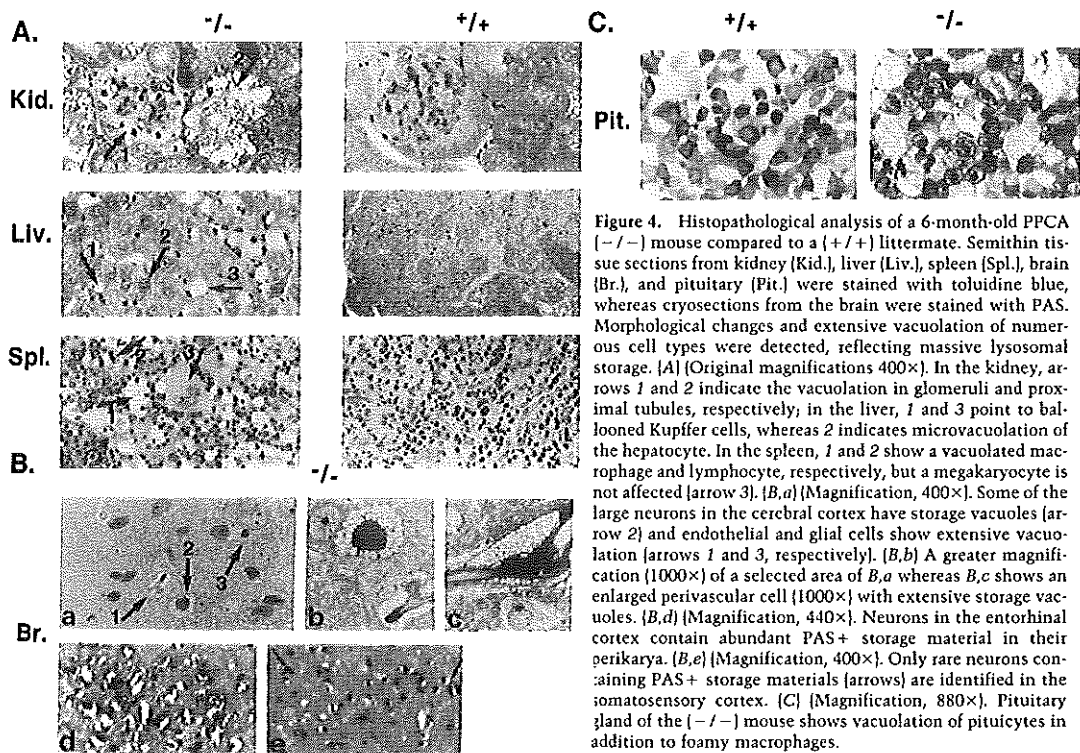 A.
-/-
+/+
C.
+/+
-/-
Kid.
2
1
Pit.
Liv.
1
2
3
Spl.
2
3
1
B.
-/-
Br.
1
2
3
a
b
c
d
e
Figure 4. Histopathological analysis of a 6-month-old PPCA
(−/−) mouse compared to a (+/+) littermate. Semithin tis-
sue sections from kidney (Kid.), liver (Liv.), spleen (Spl.), brain
(Br.), and pituitary (Pit.) were stained with toluidine blue,
whereas cryosections from the brain were stained with PAS.
Morphological changes and extensive vacuolation of numer-
ous cell types were detected, reflecting massive lysosomal
storage. (A) (Original magnifications 400×). In the kidney, ar-
rows 1 and 2 indicate the vacuolation in glomeruli and prox-
imal tubules, respectively; in the liver, 1 and 3 point to bal-
looned Kupffer cells, whereas 2 indicates microvacuolation of
the hepatocyte. In the spleen, 1 and 2 show a vacuolated mac-
rophage and lymphocyte, respectively, but a megakaryocyte is
not affected (arrow 3). (B,a) (Magnification, 400×). Some of the
large neurons in the cerebral cortex have storage vacuoles (ar-
row 2) and endothelial and glial cells show extensive vacuo-
lation (arrows 1 and 3, respectively). (B,b) A greater magnifi-
cation (1000×) of a selected area of B,a whereas B,c shows an
enlarged perivascular cell (1000×) with extensive storage vac-
uoles. (B,d) (Magnification, 440×). Neurons in the entorhinal
cortex contain abundant PAS+ storage material in their
perikarya. (B,e) (Magnification, 400×). Only rare neurons con-
taining PAS+ storage materials (arrows) are identified in the
somatosensory cortex. (C) (Magnification, 880×). Pituitary
gland of the (−/−) mouse shows vacuolation of pituicytes in
addition to foamy macrophages.